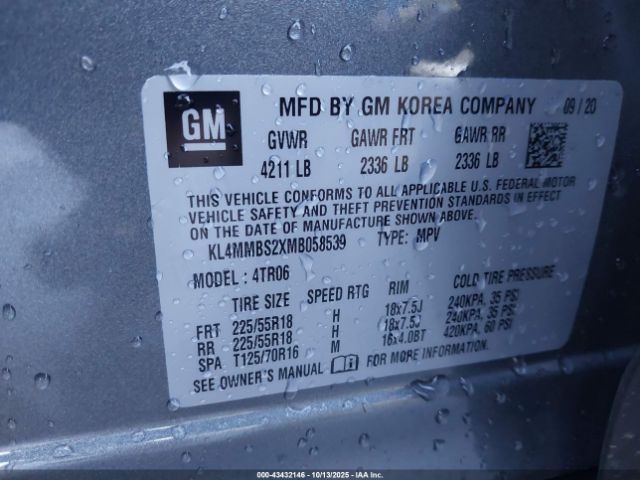 GM
MFD BY GM KOREA COMPANY 09/20
GVWR GAWR FRT GAWR RR
4211 LB 2336 LB 2336 LB
THIS VEHICLE CONFORMS TO ALL APPLICABLE U.S. FEDERAL MOTOR
VEHICLE SAFETY AND THEFT PREVENTION STANDARDS IN EFFECT
ON THE DATE OF MANUFACTURE SHOWN ABOVE.
KL4MMBS2XMB058539 TYPE: MPV
MODEL: 4TR06
TIRE SIZE SPEED RTG RIM COLD TIRE PRESSURE
FRT 225/55R18 H 18x7.5J 240KPA, 35 PSI
RR 225/55R18 H 18x7.5J 240KPA, 35 PSI
SPA T125/70R16 M 16x4.0BT 420KPA, 60 PSI
SEE OWNER'S MANUAL FOR MORE INFORMATION
000-43432146 - 10/13/2025 - IAA Inc.